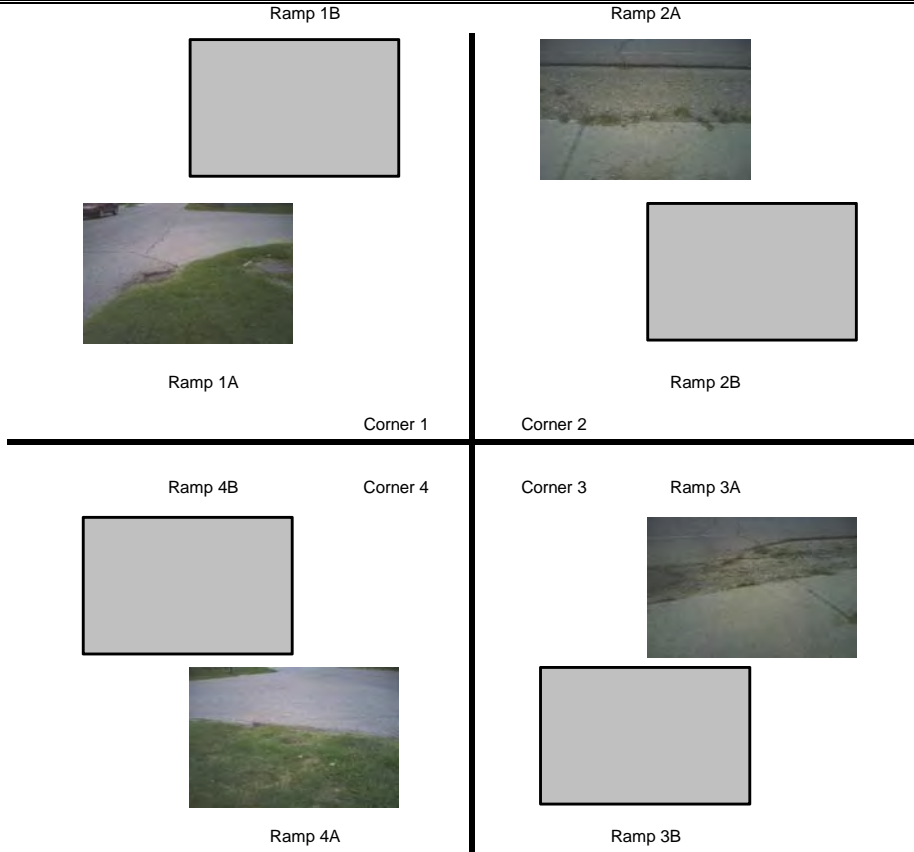 Ramp 1B Ramp 2A
Ramp 1A Ramp 2B
Corner 1 Corner 2
Ramp 4B Corner 4 Corner 3 Ramp 3A
Ramp 4A Ramp 3B